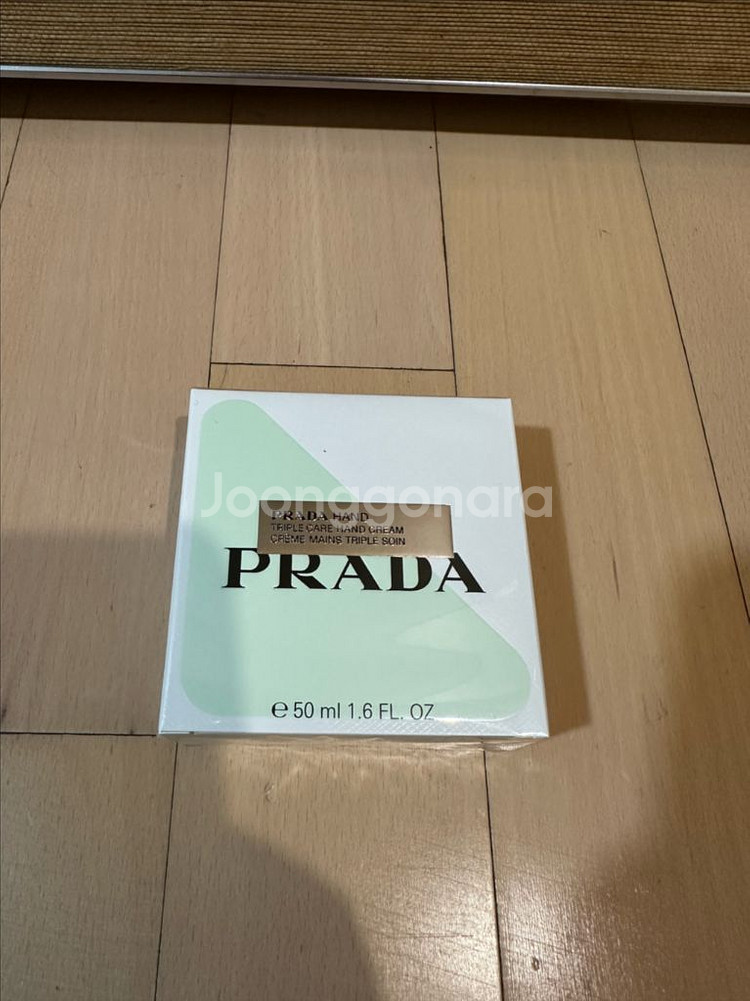 Joonggonara
PRADA HAND
TRIPLE CARE HAND CREAM
CRÈME MAINS TRIPLE SOIN
PRADA
e 50 ml 1.6 FL. OZ